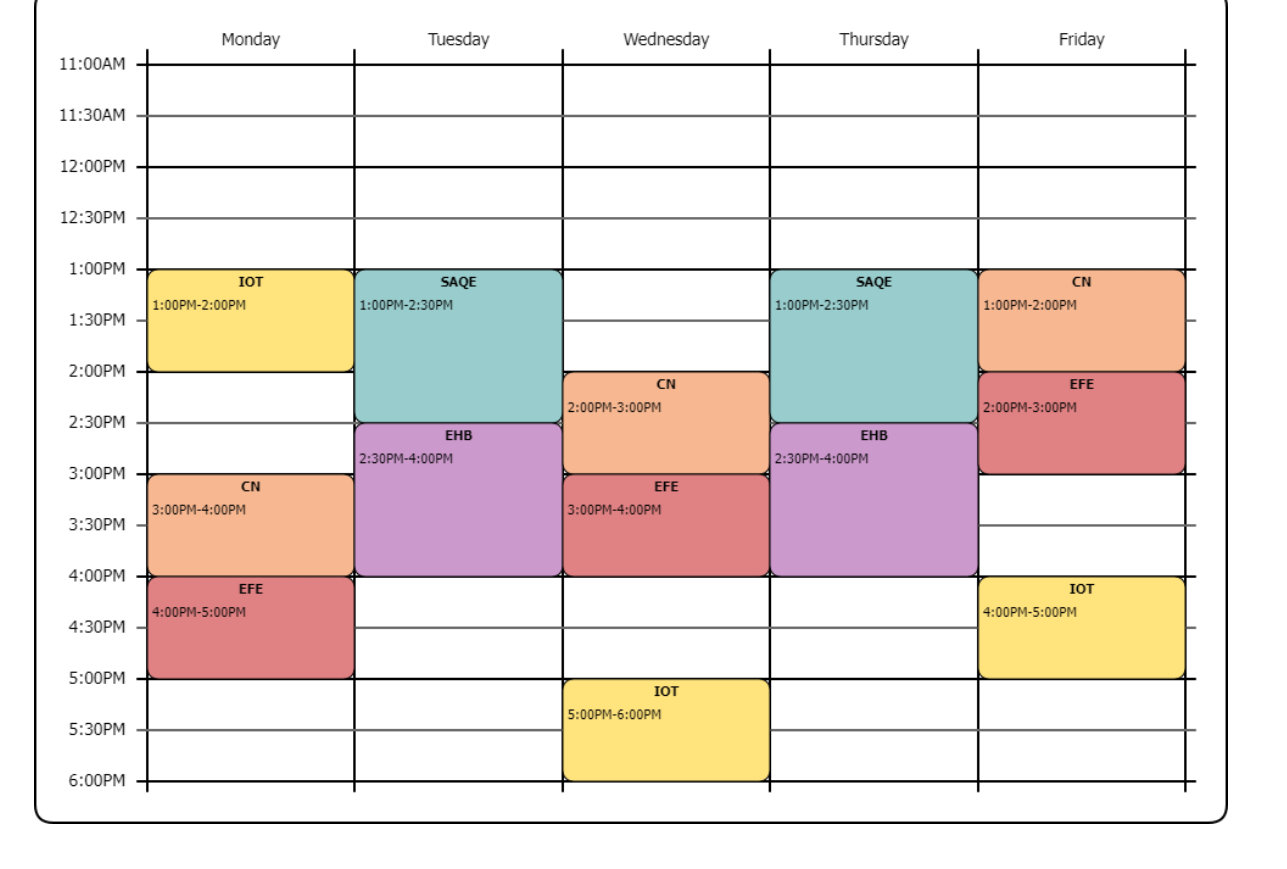 Monday Tuesday Wednesday Thursday Friday
11:00AM
11:30AM
12:00PM
12:30PM
1:00PM
IOT SAQE SAQE CN
1:00PM-2:00PM 1:00PM-2:30PM 1:00PM-2:30PM 1:00PM-2:00PM
1:30PM
2:00PM
CN EFE
2:00PM-3:00PM 2:00PM-3:00PM
2:30PM
EHB EHB
2:30PM-4:00PM 2:30PM-4:00PM
3:00PM
CN EFE
3:00PM-4:00PM 3:00PM-4:00PM
3:30PM
4:00PM
EFE IOT
4:00PM-5:00PM 4:00PM-5:00PM
4:30PM
5:00PM
IOT
5:00PM-6:00PM
5:30PM
6:00PM